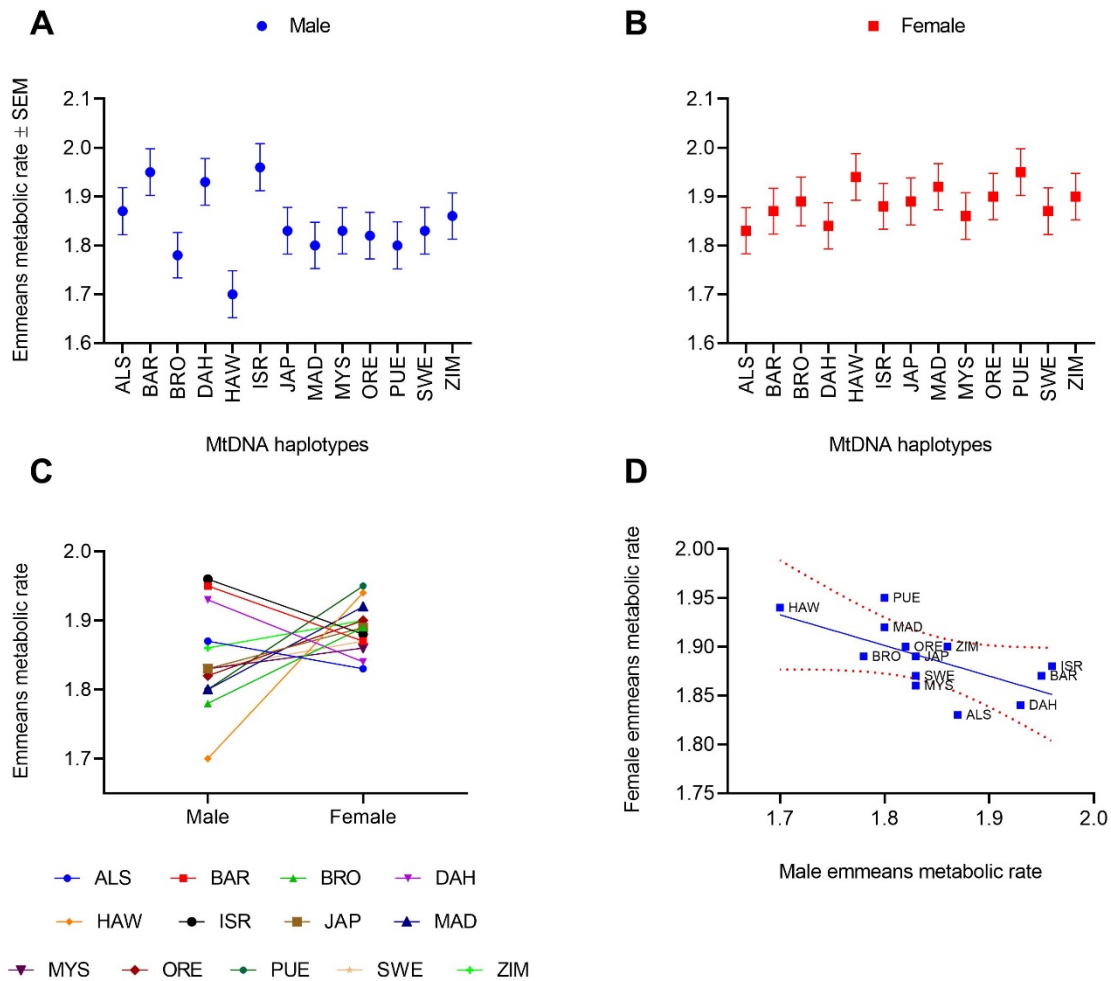 A
Male
Emmeans metabolic rate ± SEM
2.1
2.0
1.9
1.8
1.7
1.6
ALS BAR BRO DAH HAW ISR JAP MAD MYS ORE PUE SWE ZIM
MtDNA haplotypes
B
Female
2.1
2.0
1.9
1.8
1.7
1.6
ALS BAR BRO DAH HAW ISR JAP MAD MYS ORE PUE SWE ZIM
MtDNA haplotypes
C
Emmeans metabolic rate
2.0
1.9
1.8
1.7
Male Female
ALS BAR BRO DAH
HAW ISR JAP MAD
MYS ORE PUE SWE ZIM
D
Female emmeans metabolic rate
2.00
1.95
1.90
1.85
1.80
1.75
HAW
PUE
MAD
ORE ZIM
BRO JAP
SWE
MYS
ISR
BAR
DAH
ALS
1.7 1.8 1.9 2.0
Male emmeans metabolic rate